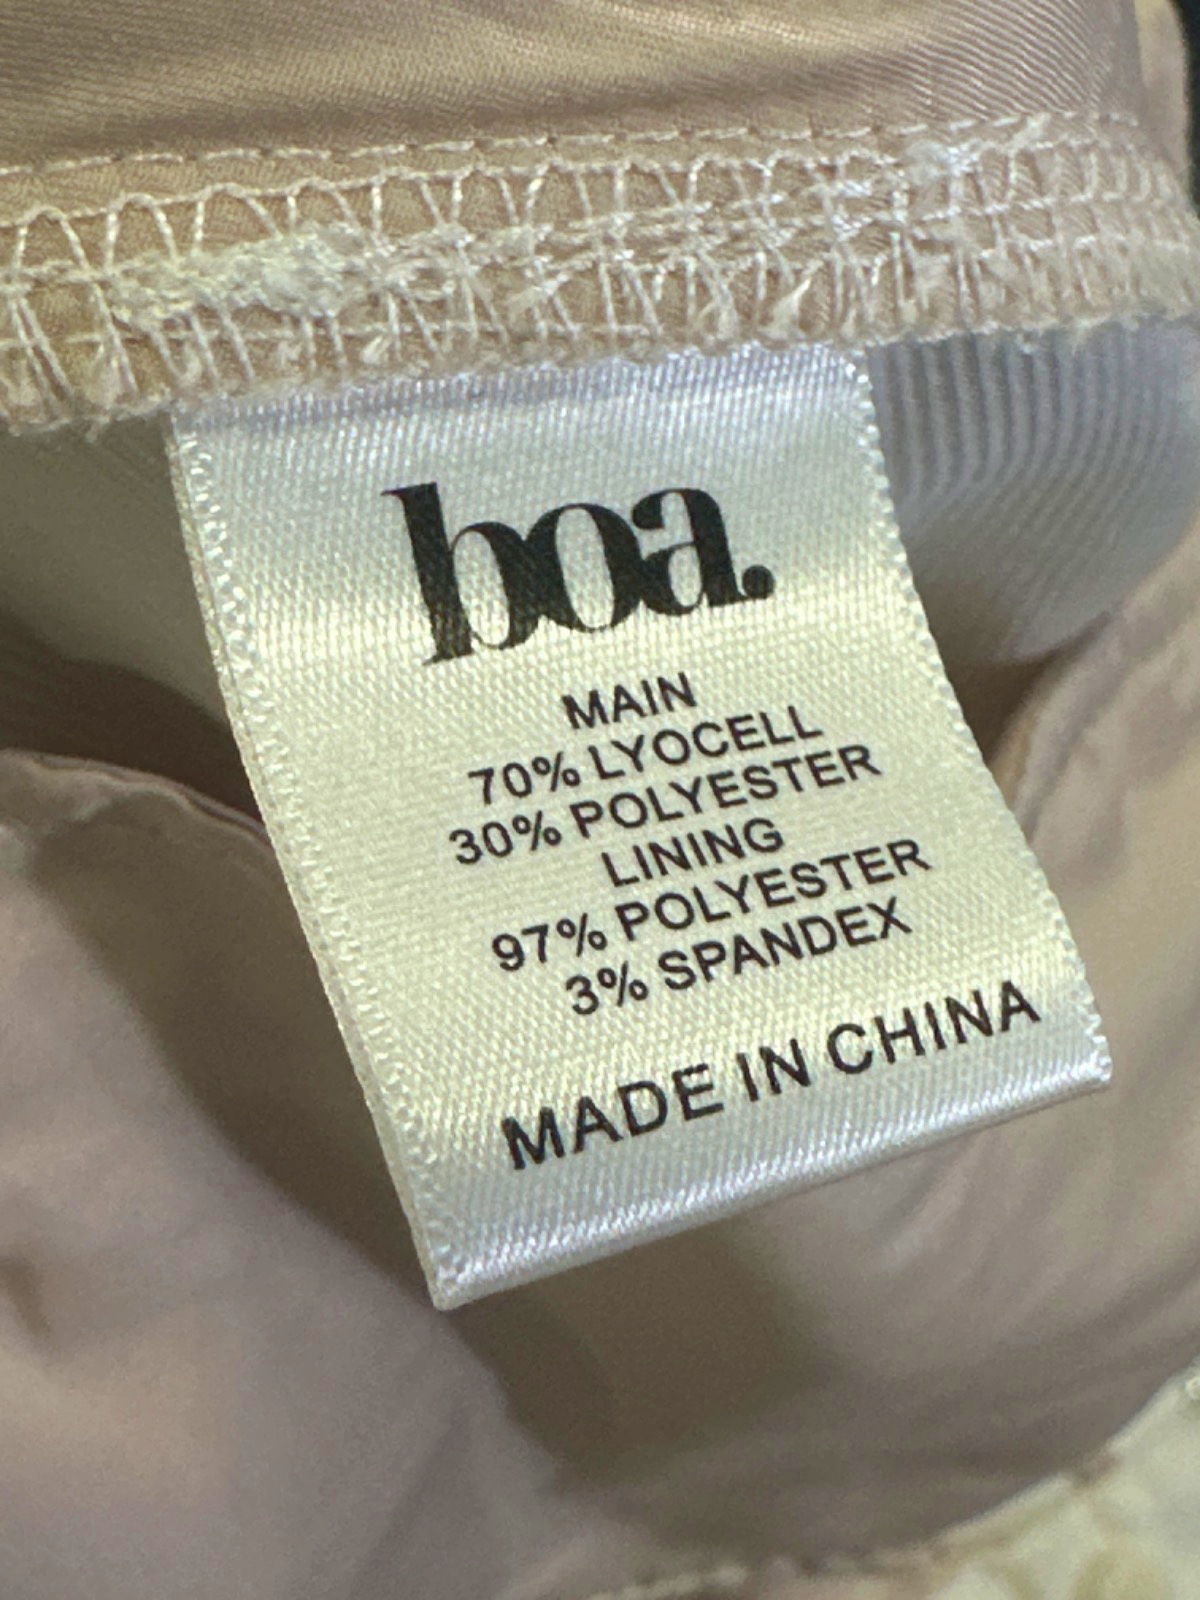 boa.
MAIN
70% LYOCELL
30% POLYESTER
LINING
97% POLYESTER
3% SPANDEX
MADE IN CHINA